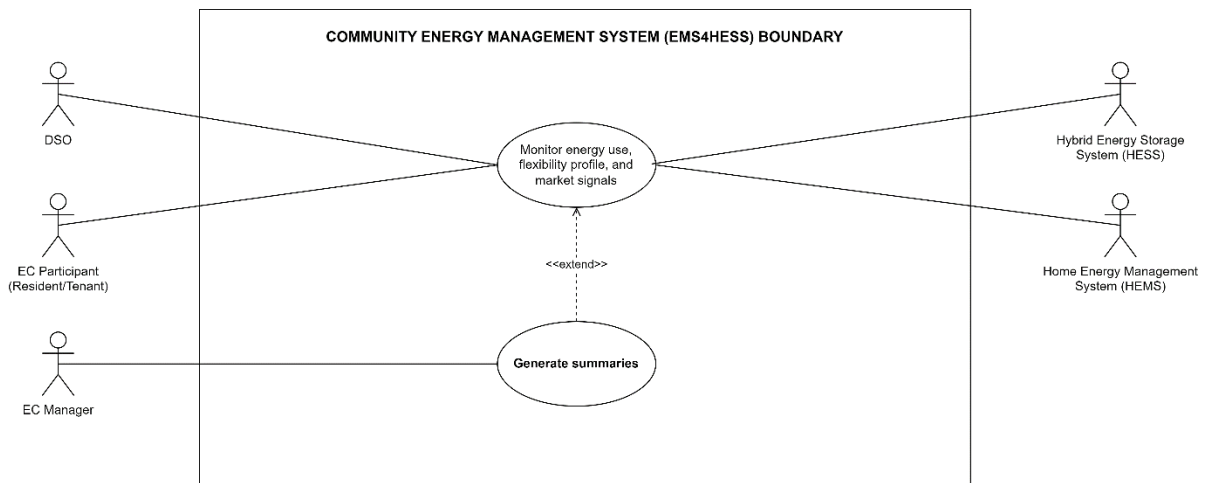 COMMUNITY ENERGY MANAGEMENT SYSTEM (EMS4HESS) BOUNDARY
DSO
Monitor energy use,
flexibility profile, and
market signals
Hybrid Energy Storage
System (HESS)
EC Participant
(Resident/Tenant)
<<extend>>
Home Energy Management
System (HEMS)
Generate summaries
EC Manager